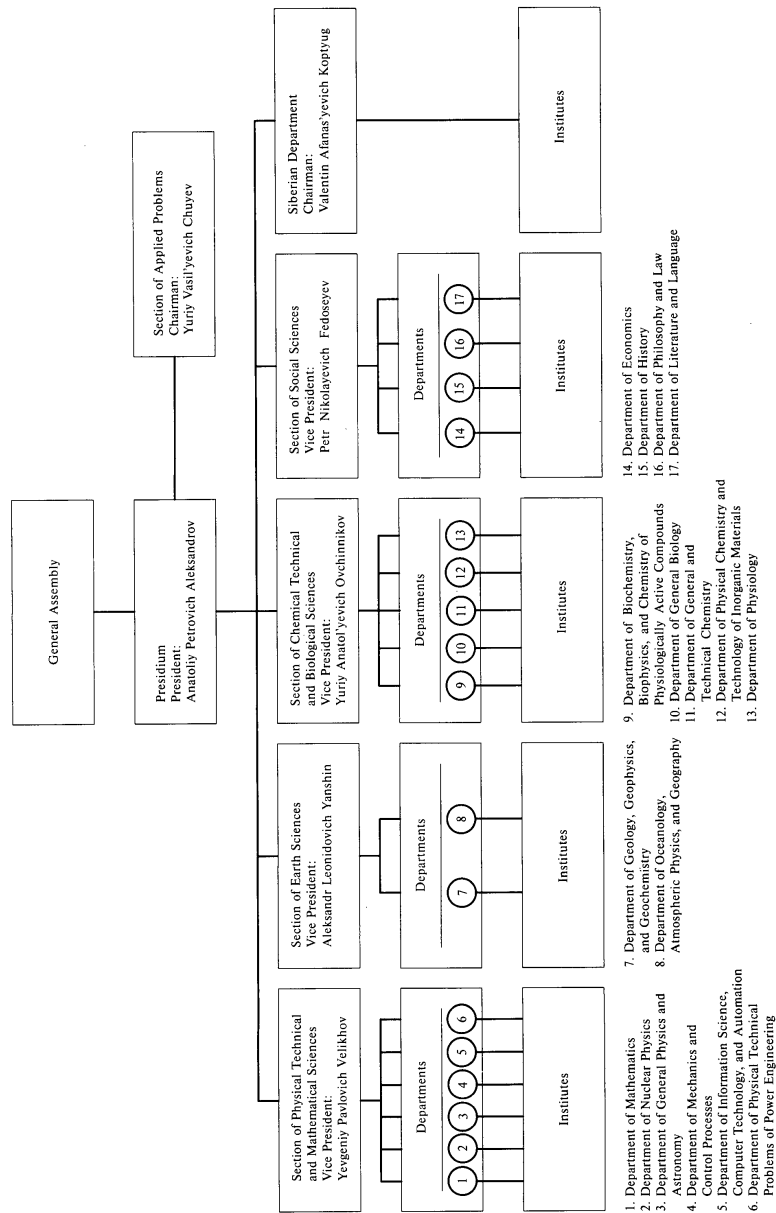 General Assembly
Presidium
President:
Anatoliy Petrovich Aleksandrov
Section of Applied Problems
Chairman:
Yuriy Vasil'yevich Chuyev
Section of Physical Technical
and Mathematical Sciences
Vice President:
Yevgeniy Pavlovich Velikhov
Section of Earth Sciences
Vice President:
Aleksandr Leonidovich Yanshin
Section of Chemical Technical
and Biological Sciences
Vice President:
Yuriy Anatol'yevich Ovchinnikov
Section of Social Sciences
Vice President:
Petr Nikolayevich Fedoseyev
Siberian Department
Chairman:
Valentin Afanas'yevich Koptyug
Departments
1 2 3 4 5 6
Departments
7 8
Departments
9 10 11 12 13
Departments
14 15 16 17
Institutes
Institutes
Institutes
Institutes
Institutes
1. Department of Mathematics
2. Department of Nuclear Physics
3. Department of General Physics and
Astronomy
4. Department of Mechanics and
Control Processes
5. Department of Information Science,
Computer Technology, and Automation
6. Department of Physical Technical
Problems of Power Engineering
7. Department of Geology, Geophysics,
and Geochemistry
8. Department of Oceanology,
Atmospheric Physics, and Geography
9. Department of Biochemistry,
Biophysics, and Chemistry of
Physiologically Active Compounds
10. Department of General Biology
11. Department of General and
Technical Chemistry
12. Department of Physical Chemistry and
Technology of Inorganic Materials
13. Department of Physiology
14. Department of Economics
15. Department of History
16. Department of Philosophy and Law
17. Department of Literature and Language